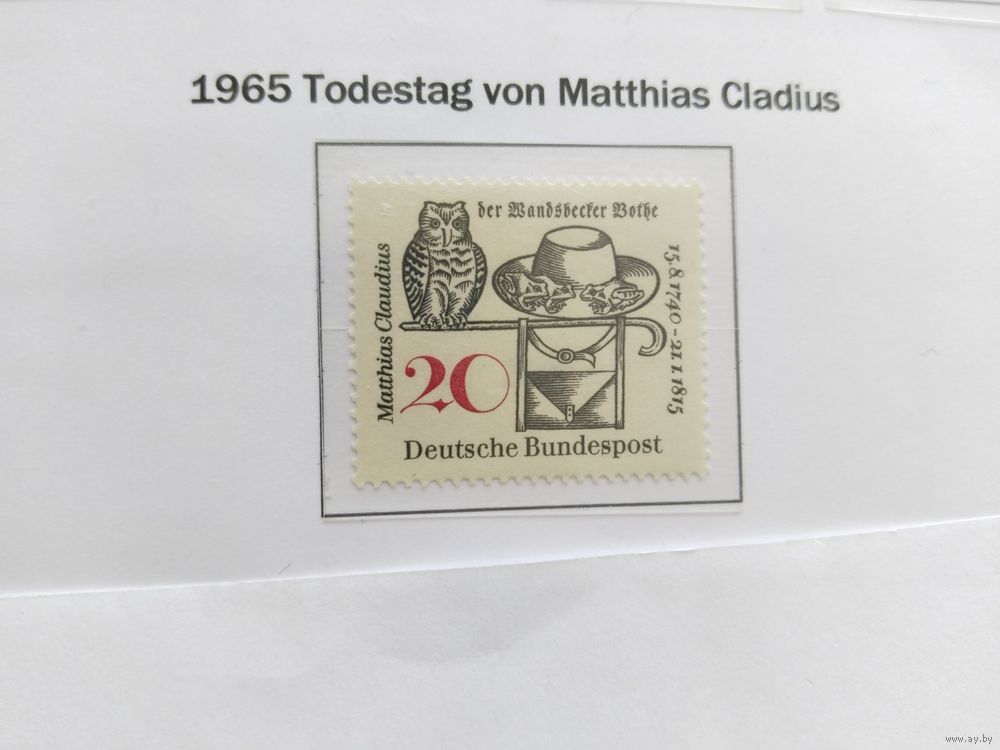 1965 Todestag von Matthias Cladius
der Wandsbecker Bothe
Matthias Claudius
15.8.1740 - 21.1.1815
20
Deutsche Bundespost
www.ay.by